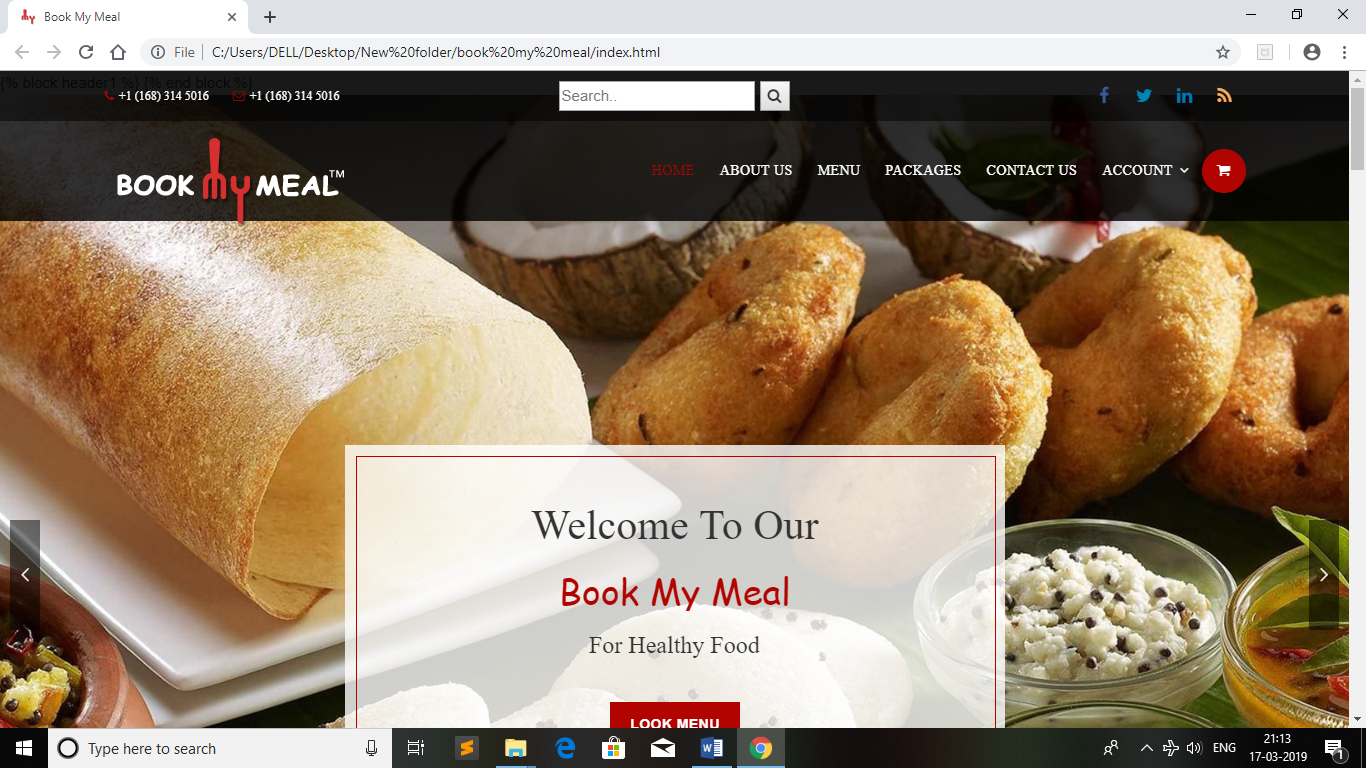 Book My Meal
File C:/Users/DELL/Desktop/New%20folder/book%20my%20meal/index.html
{% block header1 %} {% end block %}
+1 (168) 314 5016 +1 (168) 314 5016 Search..
BOOK my MEAL™ HOME ABOUT US MENU PACKAGES CONTACT US ACCOUNT
Welcome To Our
Book My Meal
For Healthy Food
LOOK MENU
Type here to search ENG 21:13
17-03-2019 1